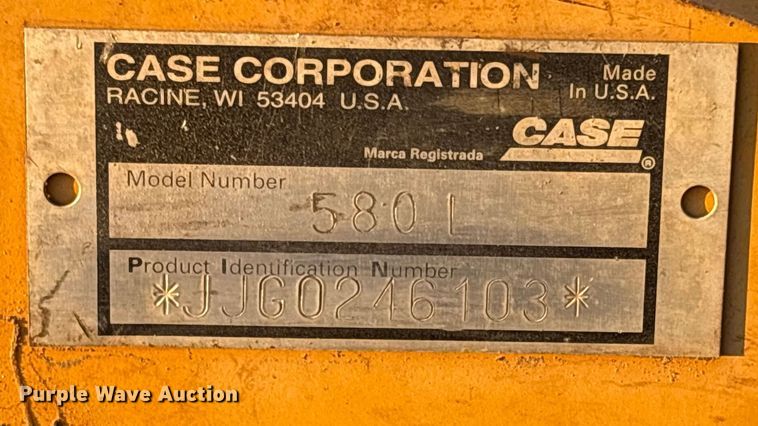 CASE CORPORATION
RACINE, WI 53404 U.S.A.
Made
In U.S.A.
CASE
Marca Registrada
®
Model Number
580L
Product Identification Number
*JJG0246103*
Purple Wave Auction